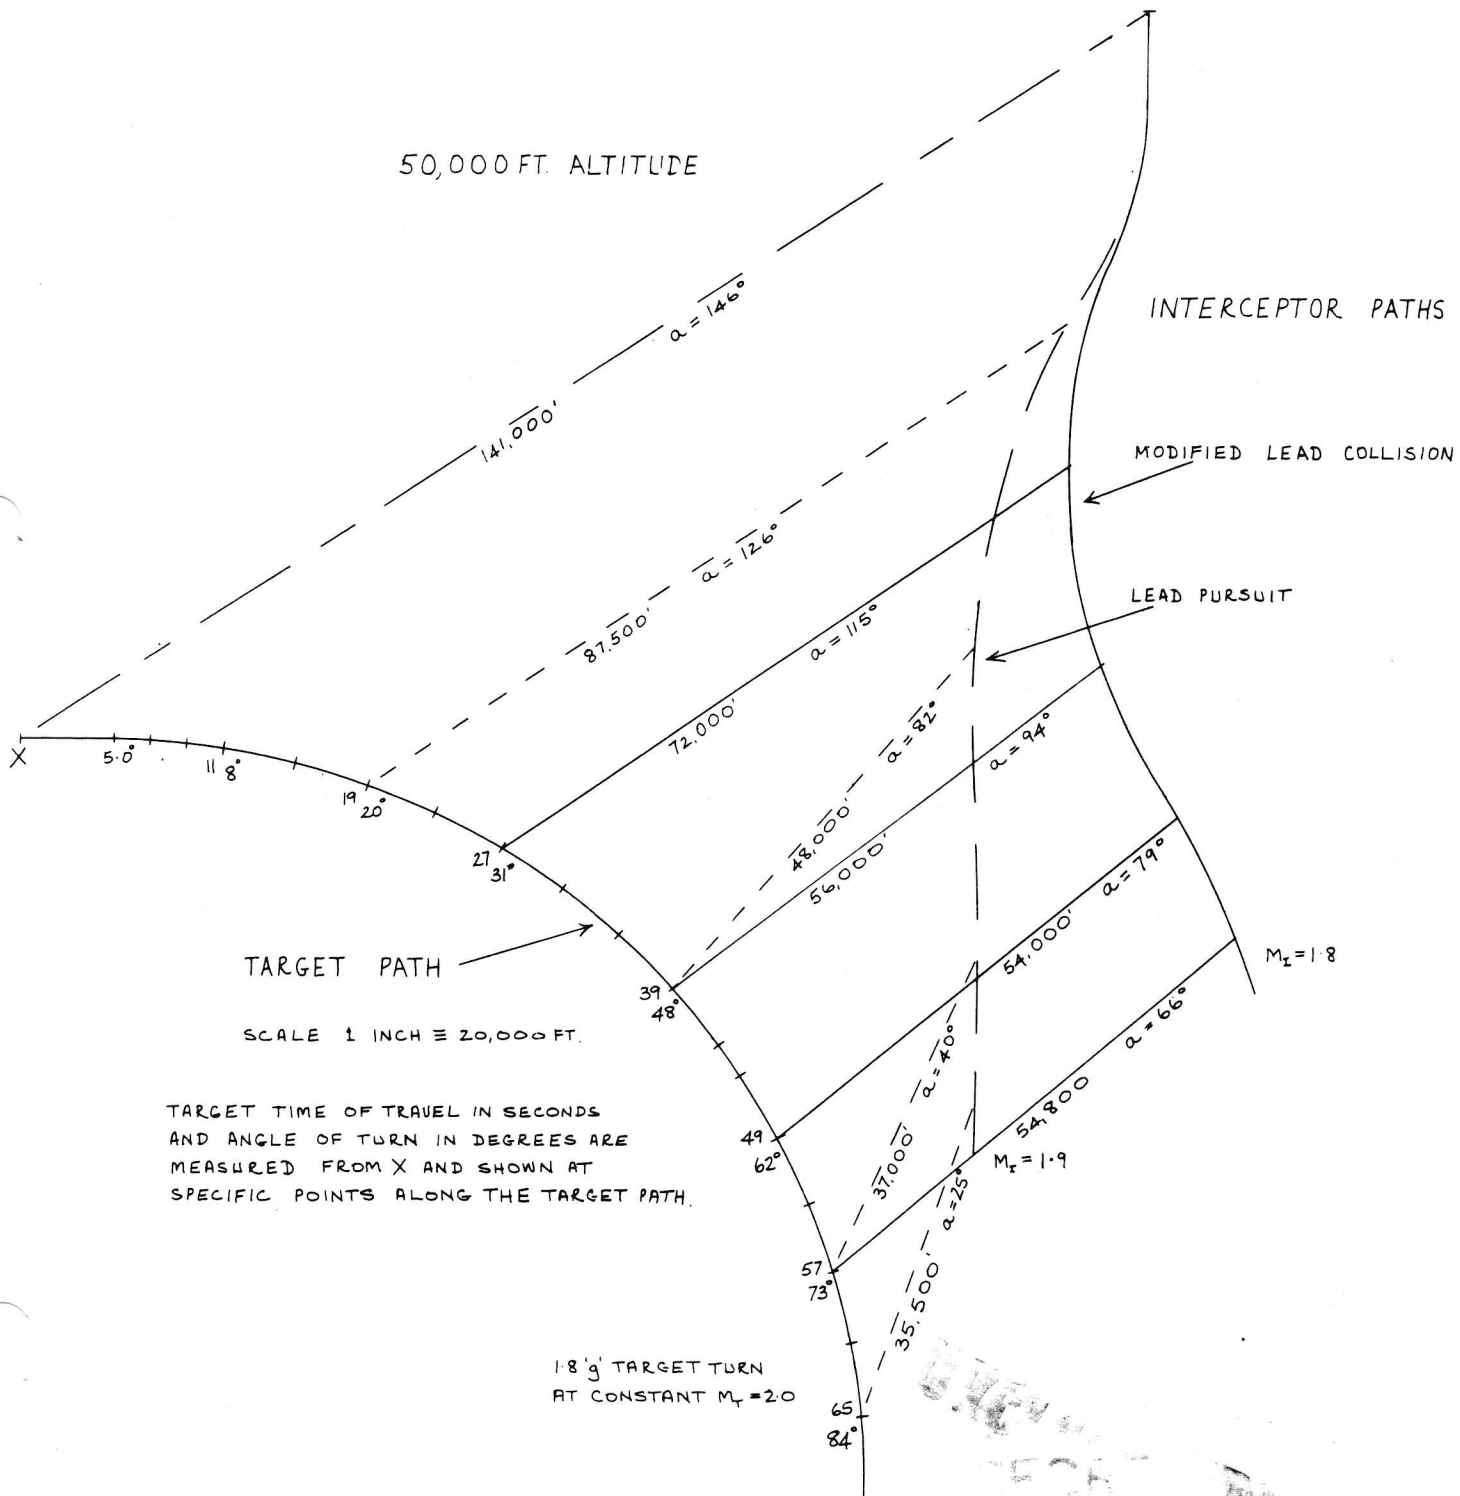 50,000 FT. ALTITUDE
a = 146°
INTERCEPTOR PATHS
141,000'
MODIFIED LEAD COLLISION
a = 126°
87,500'
LEAD PURSUIT
a = 115°
72,000'
a = 82°
a = 94°
X
5.0°
11 8°
19
20°
48,000'
56,000'
27
31°
a = 79°
54,000'
TARGET PATH
M_I = 1.8
39
48°
a = 66°
SCALE 1 INCH ≡ 20,000 FT.
a = 40°
54,800
TARGET TIME OF TRAVEL IN SECONDS
AND ANGLE OF TURN IN DEGREES ARE
MEASURED FROM X AND SHOWN AT
SPECIFIC POINTS ALONG THE TARGET PATH.
49
62°
37,000'
M_I = 1.9
a = 25°
57
73°
35,500'
1.8 'g' TARGET TURN
AT CONSTANT M_T = 2.0
65
84°